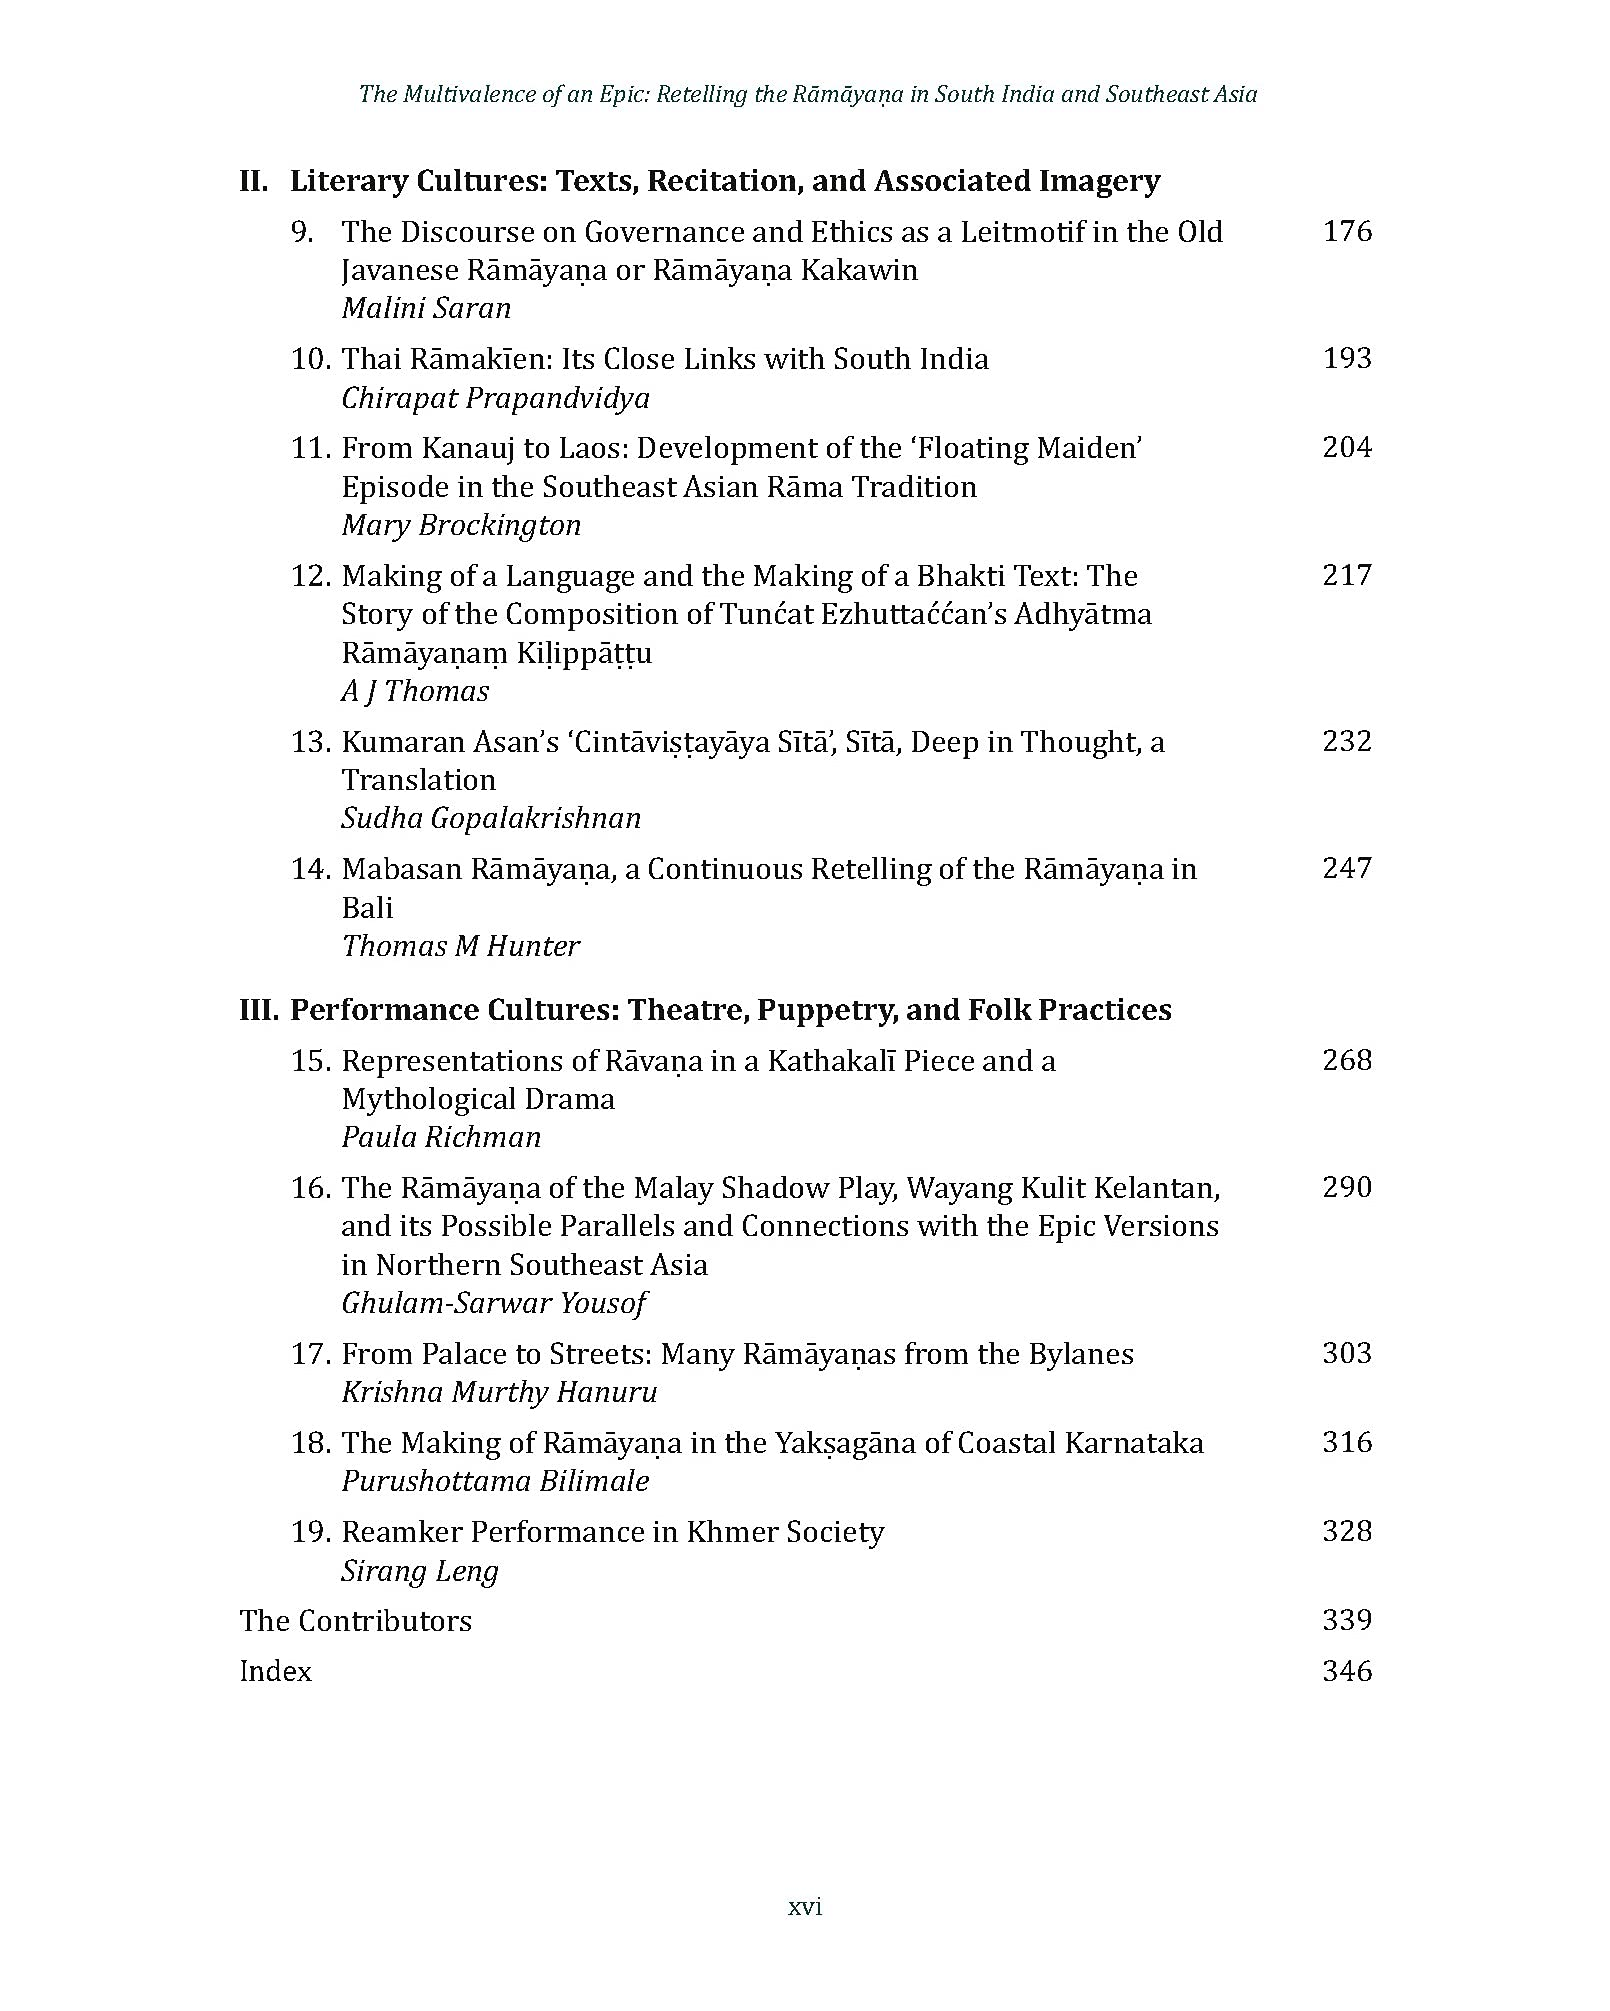 The Multivalence of an Epic: Retelling the Rāmāyaṇa in South India and Southeast Asia
II. Literary Cultures: Texts, Recitation, and Associated Imagery
9. The Discourse on Governance and Ethics as a Leitmotif in the Old 176
Javanese Rāmāyaṇa or Rāmāyaṇa Kakawin
Malini Saran
10. Thai Rāmakīen: Its Close Links with South India 193
Chirapat Prapandvidya
11. From Kanauj to Laos: Development of the ‘Floating Maiden’ 204
Episode in the Southeast Asian Rāma Tradition
Mary Brockington
12. Making of a Language and the Making of a Bhakti Text: The 217
Story of the Composition of Tunćat Ezhuttaććan’s Adhyātma
Rāmāyaṇaṃ Kiḷippāṭṭu
A J Thomas
13. Kumaran Asan’s ‘Cintāviṣṭayāya Sītā’, Sītā, Deep in Thought, a 232
Translation
Sudha Gopalakrishnan
14. Mabasan Rāmāyaṇa, a Continuous Retelling of the Rāmāyaṇa in 247
Bali
Thomas M Hunter
III. Performance Cultures: Theatre, Puppetry, and Folk Practices
15. Representations of Rāvaṇa in a Kathakalī Piece and a 268
Mythological Drama
Paula Richman
16. The Rāmāyaṇa of the Malay Shadow Play, Wayang Kulit Kelantan, 290
and its Possible Parallels and Connections with the Epic Versions
in Northern Southeast Asia
Ghulam-Sarwar Yousof
17. From Palace to Streets: Many Rāmāyaṇas from the Bylanes 303
Krishna Murthy Hanuru
18. The Making of Rāmāyaṇa in the Yakṣagāna of Coastal Karnataka 316
Purushottama Bilimale
19. Reamker Performance in Khmer Society 328
Sirang Leng
The Contributors 339
Index 346
xvi